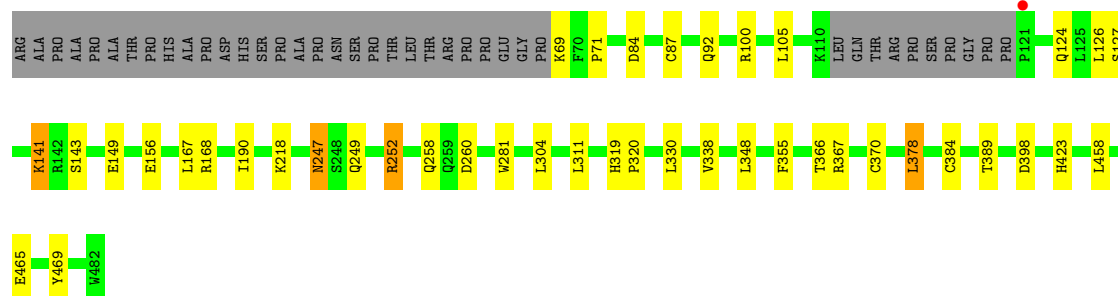 ARG ALA PRO ALA PRO ALA THR PRO HIS ALA PRO ASP HIS SER PRO ALA PRO ASN SER PRO THR LEU THR ARG PRO PRO GLU GLY PRO K69 F70 P71 D84 C87 Q92 R100 L105 K110 LEU GLN THR ARG PRO SER PRO GLY PRO PRO P121 Q124 L125 L126 S127
K141 R142 S143 E149 E156 L167 R168 I190 K218 N247 S248 Q249 R252 Q258 Q259 D260 W281 L304 L311 H319 P320 L330 V338 L348 F355 T366 R367 C370 L378 C384 T389 D398 H423 L458
E465 Y469 W482